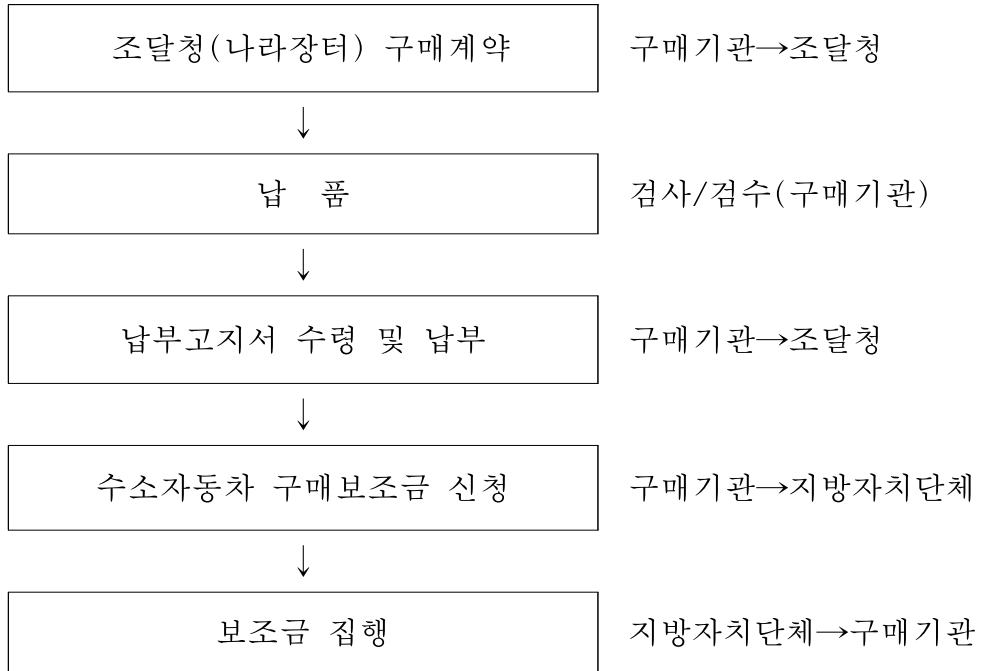 조달청(나라장터) 구매계약 구매기관→조달청
↓
납 품 검사/검수(구매기관)
↓
납부고지서 수령 및 납부 구매기관→조달청
↓
수소자동차 구매보조금 신청 구매기관→지방자치단체
↓
보조금 집행 지방자치단체→구매기관